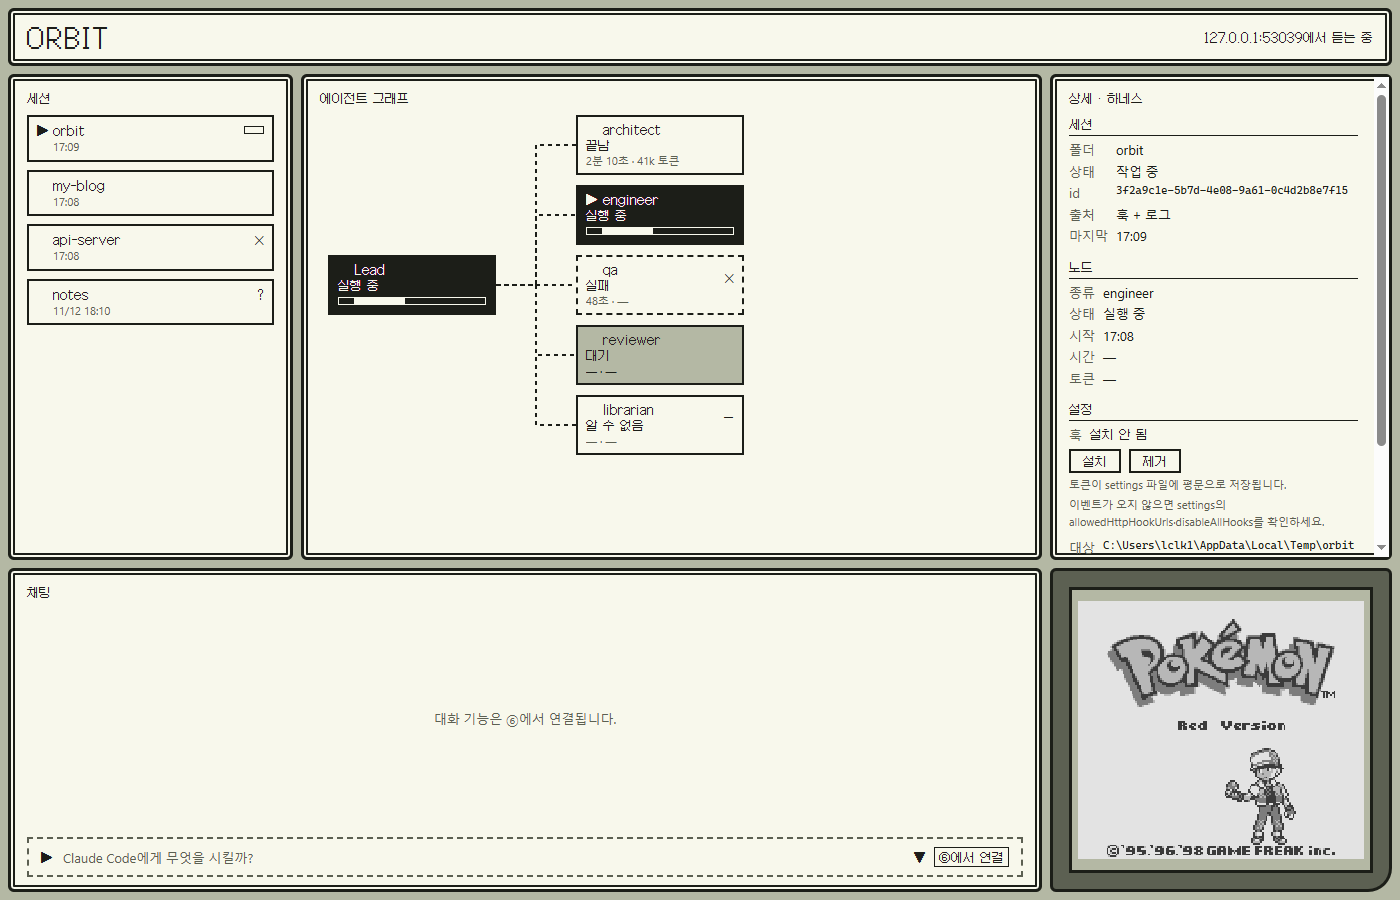 ORBIT
127.0.0.1:53039에서 듣는 중
세션
▶ orbit
17:09
my-blog
17:08
api-server ×
17:08
notes ?
11/12 18:10
에이전트 그래프
Lead
실행 중
architect
끝남
2분 10초 · 41k 토큰
▶ engineer
실행 중
qa ×
실패
48초 · —
reviewer
대기
— · —
librarian —
알 수 없음
— · —
상세 · 하네스
세션
폴더 orbit
상태 작업 중
id 3f2a9c1e-5b7d-4e08-9a61-0c4d2b8e7f15
출처 훅 + 로그
마지막 17:09
노드
종류 engineer
상태 실행 중
시작 17:08
시간 —
토큰 —
설정
훅 설치 안 됨
설치 제거
토큰이 settings 파일에 평문으로 저장됩니다.
이벤트가 오지 않으면 settings의
allowedHttpHookUrls·disableAllHooks를 확인하세요.
대상 C:\Users\lclk1\AppData\Local\Temp\orbit
채팅
대화 기능은 ⑥에서 연결됩니다.
▶ Claude Code에게 무엇을 시킬까? ▼ ⑥에서 연결
POKéMON TM
Red Version
©'95.'96.'98 GAME FREAK inc.